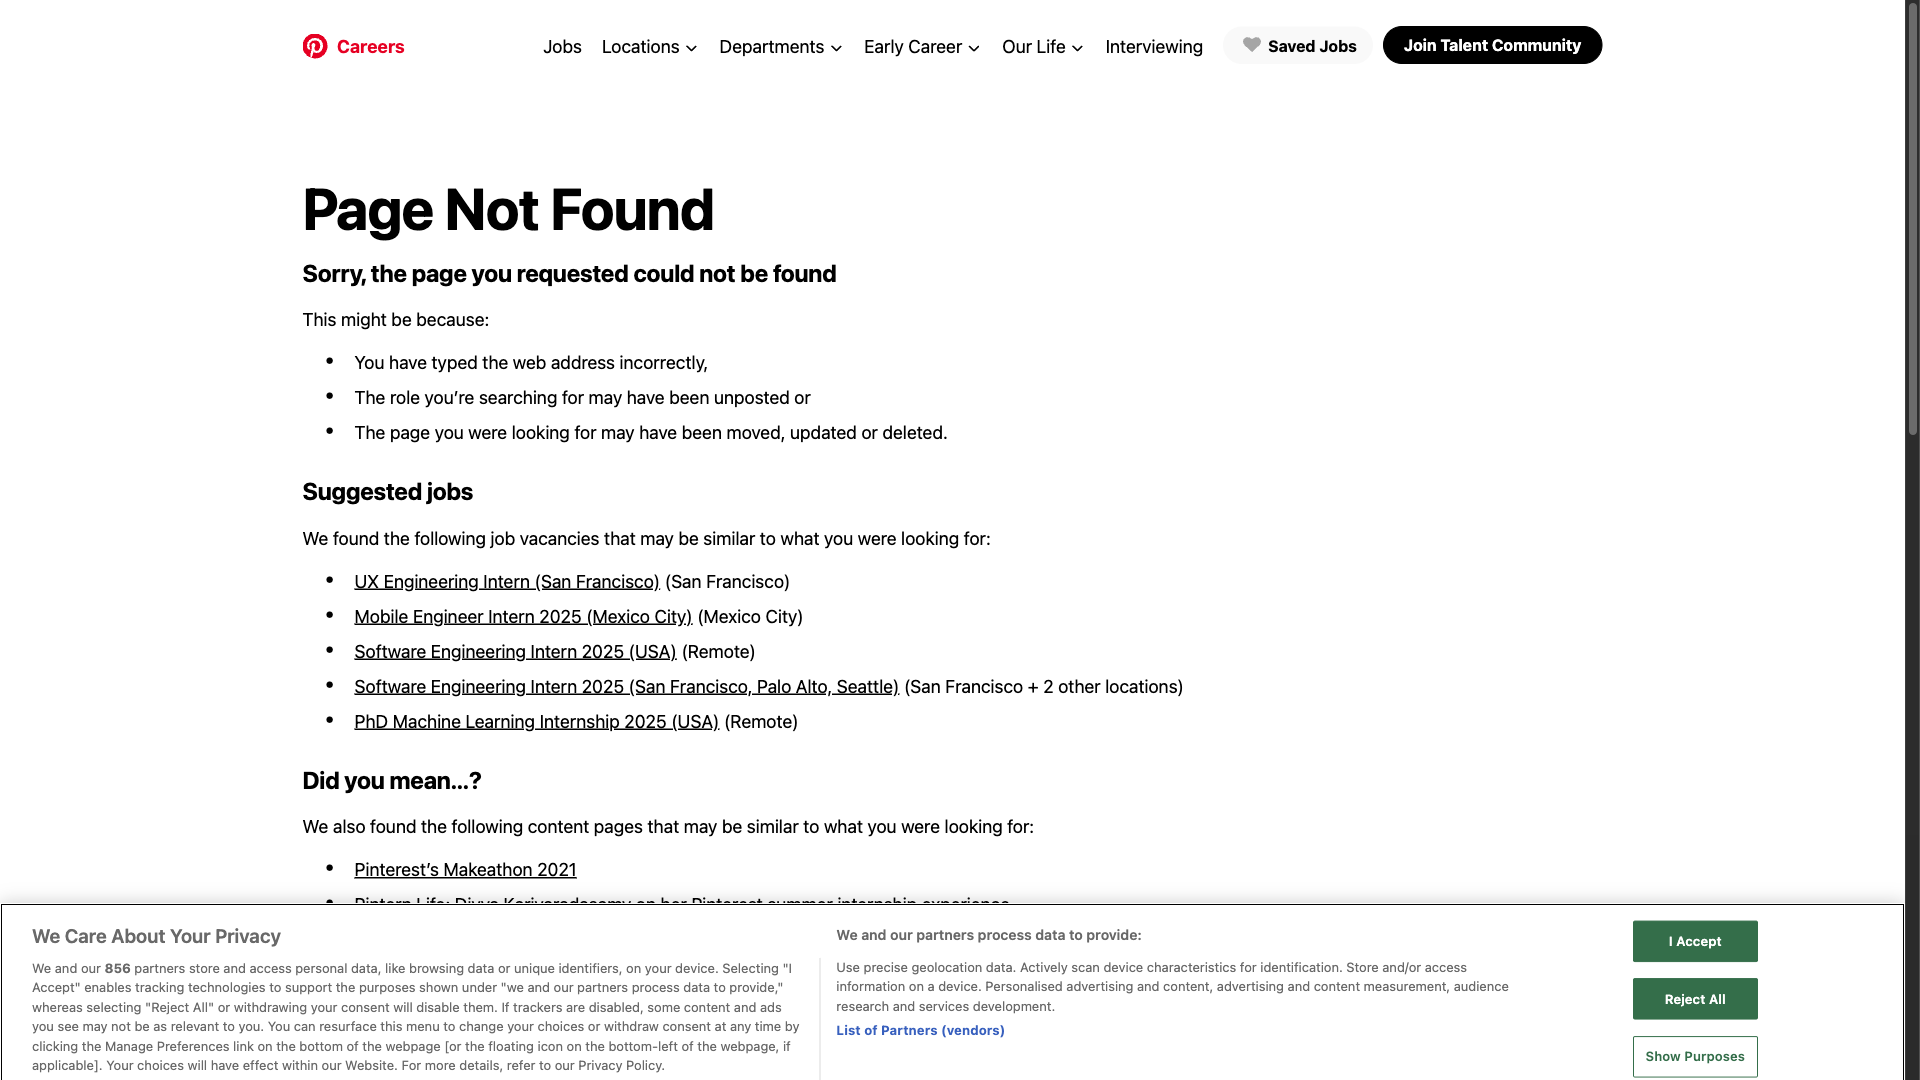 Careers
Jobs
Locations
Departments
Early Career
Our Life
Interviewing
Saved Jobs
Join Talent Community
Page Not Found
Sorry, the page you requested could not be found
This might be because:
• You have typed the web address incorrectly,
• The role you’re searching for may have been unposted or
• The page you were looking for may have been moved, updated or deleted.
Suggested jobs
We found the following job vacancies that may be similar to what you were looking for:
• UX Engineering Intern (San Francisco) (San Francisco)
• Mobile Engineer Intern 2025 (Mexico City) (Mexico City)
• Software Engineering Intern 2025 (USA) (Remote)
• Software Engineering Intern 2025 (San Francisco, Palo Alto, Seattle) (San Francisco + 2 other locations)
• PhD Machine Learning Internship 2025 (USA) (Remote)
Did you mean...?
We also found the following content pages that may be similar to what you were looking for:
• Pinterest’s Makeathon 2021
We Care About Your Privacy
We and our 856 partners store and access personal data, like browsing data or unique identifiers, on your device. Selecting "I
Accept" enables tracking technologies to support the purposes shown under "we and our partners process data to provide,"
whereas selecting "Reject All" or withdrawing your consent will disable them. If trackers are disabled, some content and ads
you see may not be as relevant to you. You can resurface this menu to change your choices or withdraw consent at any time by
clicking the Manage Preferences link on the bottom of the webpage [or the floating icon on the bottom-left of the webpage, if
applicable]. Your choices will have effect within our Website. For more details, refer to our Privacy Policy.
We and our partners process data to provide:
Use precise geolocation data. Actively scan device characteristics for identification. Store and/or access
information on a device. Personalised advertising and content, advertising and content measurement, audience
research and services development.
List of Partners (vendors)
I Accept
Reject All
Show Purposes